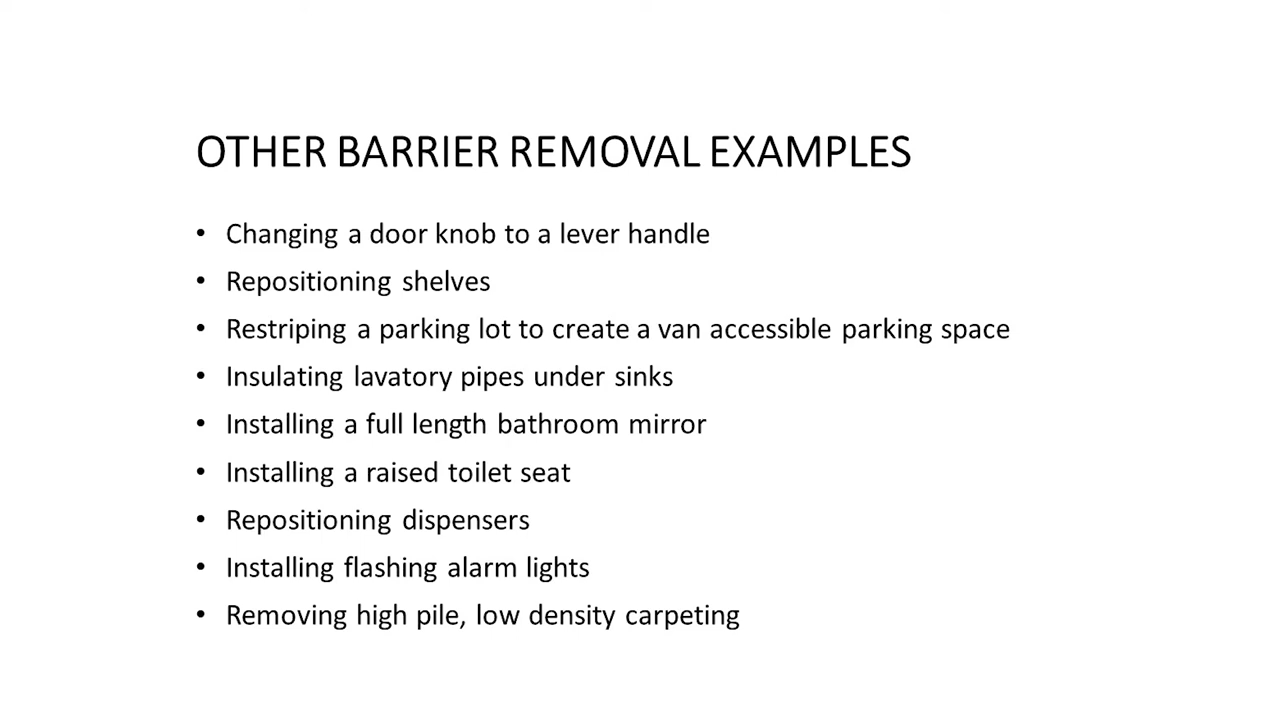 OTHER BARRIER REMOVAL EXAMPLES
• Changing a door knob to a lever handle
• Repositioning shelves
• Restriping a parking lot to create a van accessible parking space
• Insulating lavatory pipes under sinks
• Installing a full length bathroom mirror
• Installing a raised toilet seat
• Repositioning dispensers
• Installing flashing alarm lights
• Removing high pile, low density carpeting